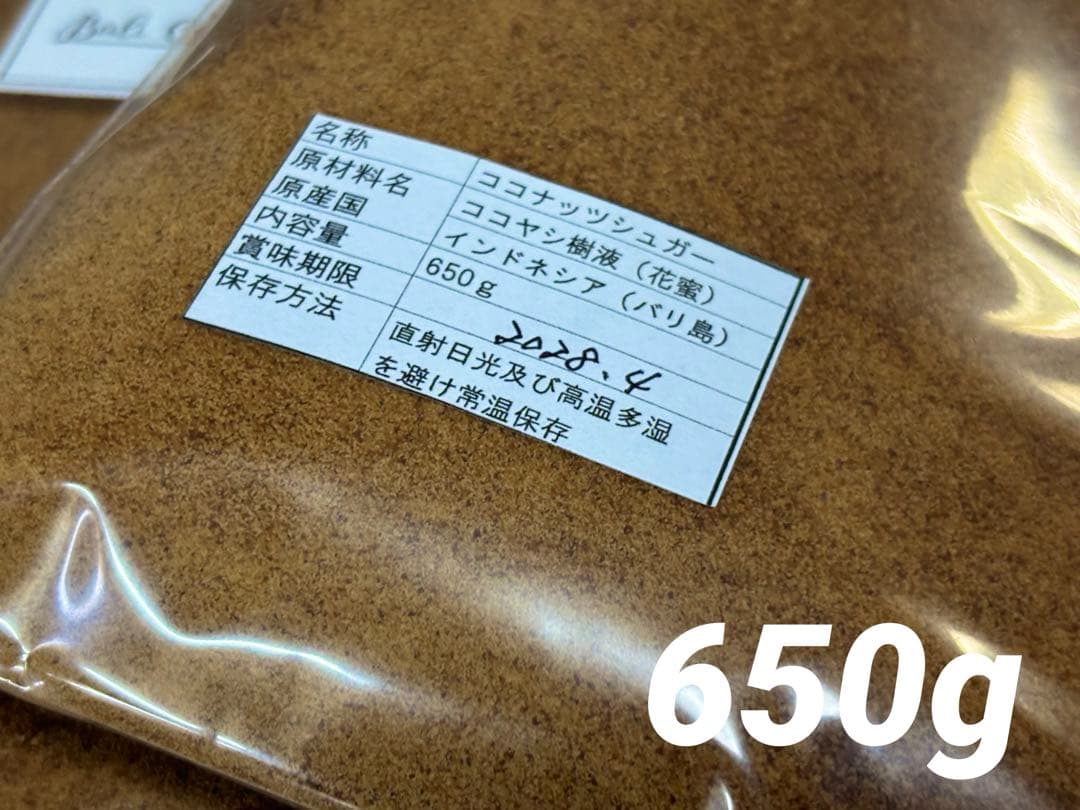 Bali
名称 ココナッツシュガー
原材料名 ココヤシ樹液（花蜜）
原産国 インドネシア（バリ島）
内容量 650g
賞味期限 2028.4
保存方法 直射日光及び高温多湿
を避け常温保存
650g